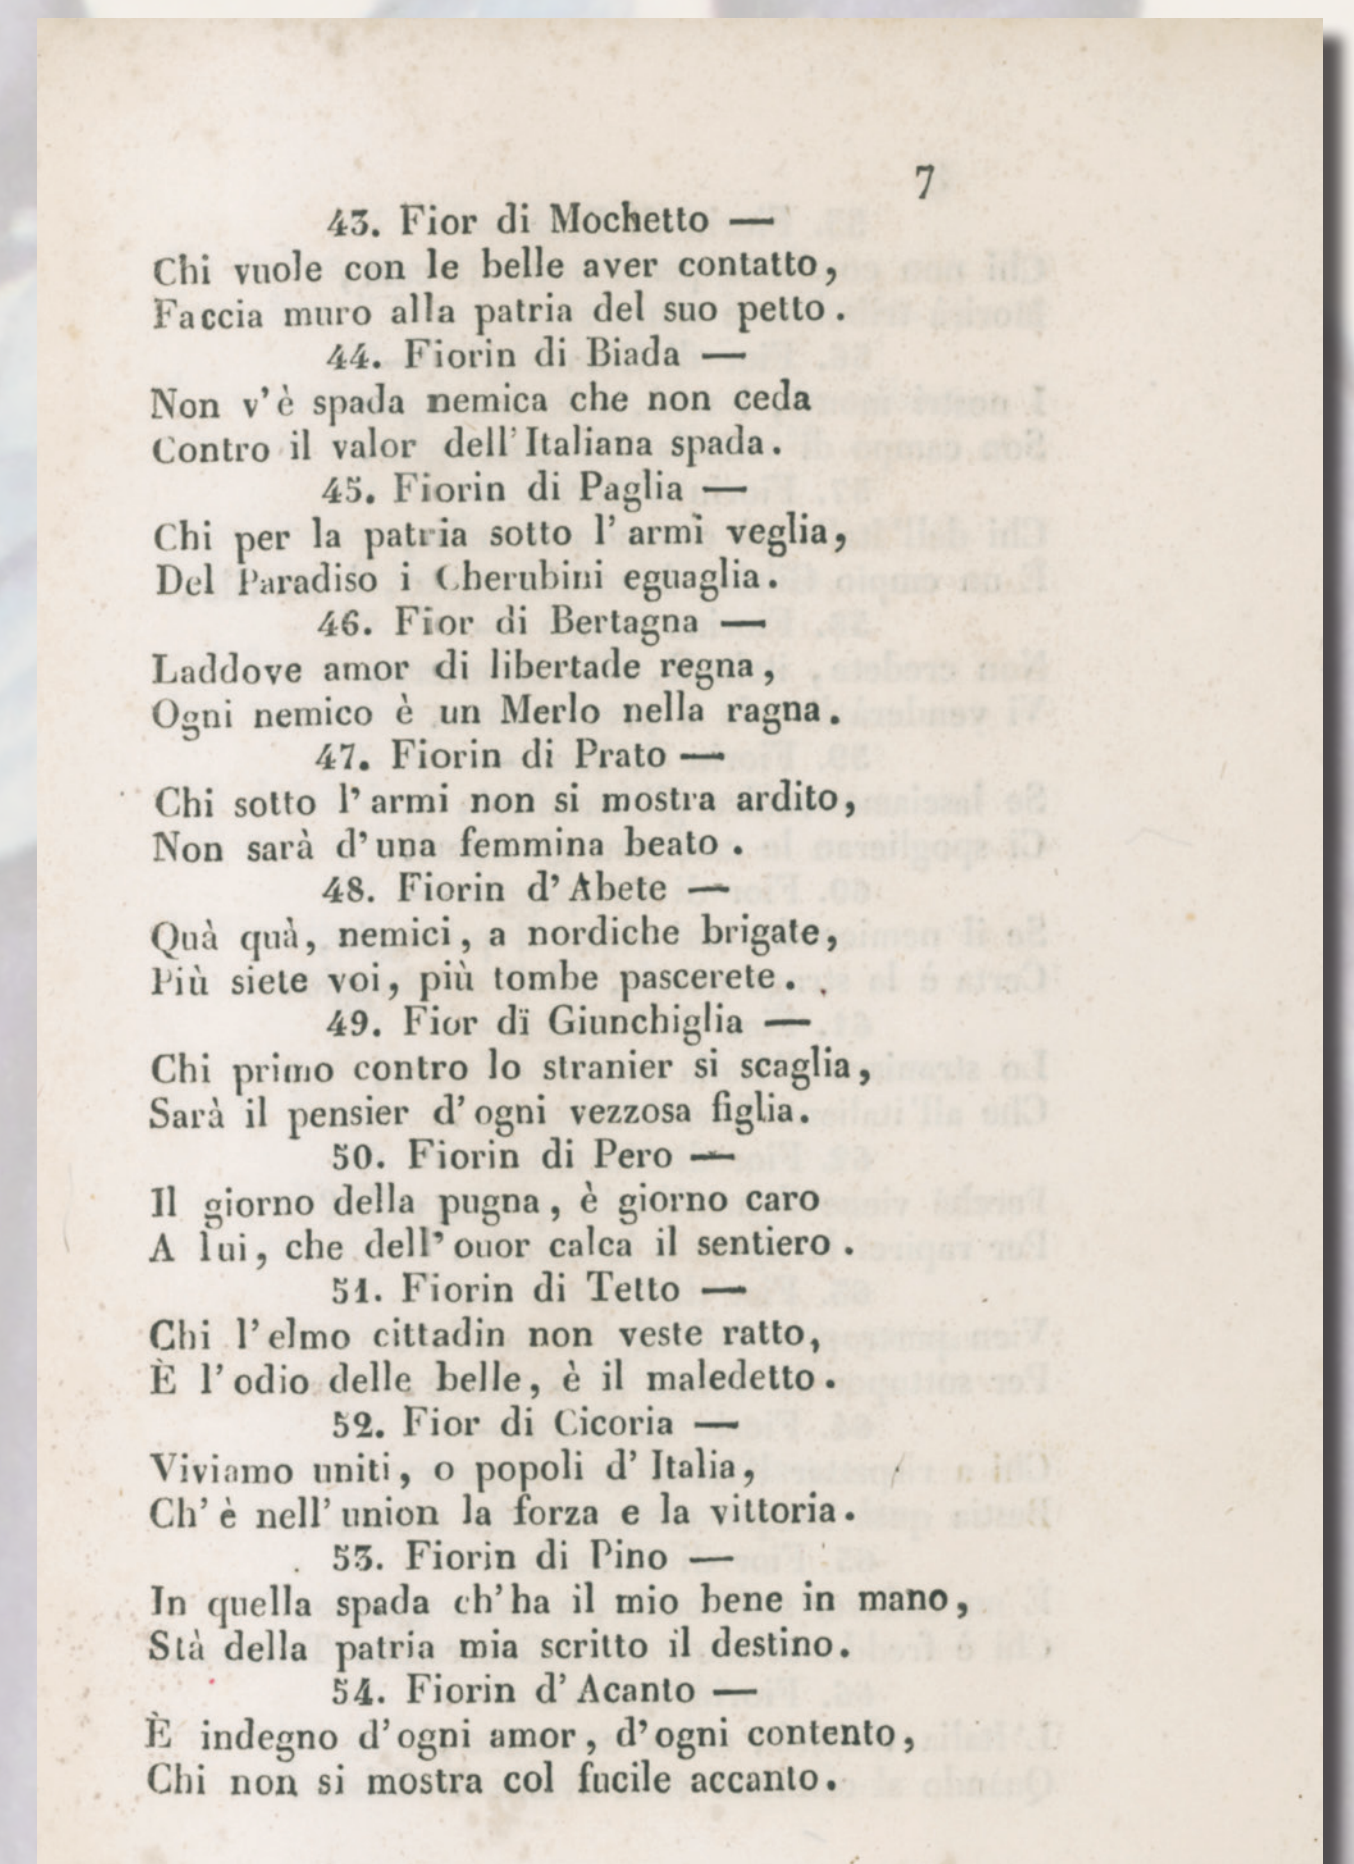 7
43. Fior di Mochetto —
Chi vuole con le belle aver contatto,
Faccia muro alla patria del suo petto.
44. Fiorin di Biada —
Non v'è spada nemica che non ceda
Contro il valor dell'Italiana spada.
45. Fiorin di Paglia —
Chi per la patria sotto l'armi veglia,
Del Paradiso i Cherubini eguaglia.
46. Fior di Bertagna —
Laddove amor di libertade regna,
Ogni nemico è un Merlo nella ragna.
47. Fiorin di Prato —
Chi sotto l'armi non si mostra ardito,
Non sarà d'una femmina beato.
48. Fiorin d'Abete —
Quà quà, nemici, a nordiche brigate,
Più siete voi, più tombe pascerete.
49. Fior di Giunchiglia —
Chi primo contro lo stranier si scaglia,
Sarà il pensier d'ogni vezzosa figlia.
50. Fiorin di Pero —
Il giorno della pugna, è giorno caro
A lui, che dell'onor calca il sentiero.
51. Fiorin di Tetto —
Chi l'elmo cittadin non veste ratto,
È l'odio delle belle, è il maledetto.
52. Fior di Cicoria —
Viviamo uniti, o popoli d'Italia,
Ch'è nell'union la forza e la vittoria.
53. Fiorin di Pino —
In quella spada ch'ha il mio bene in mano,
Stà della patria mia scritto il destino.
54. Fiorin d'Acanto —
È indegno d'ogni amor, d'ogni contento,
Chi non si mostra col fucile accanto.